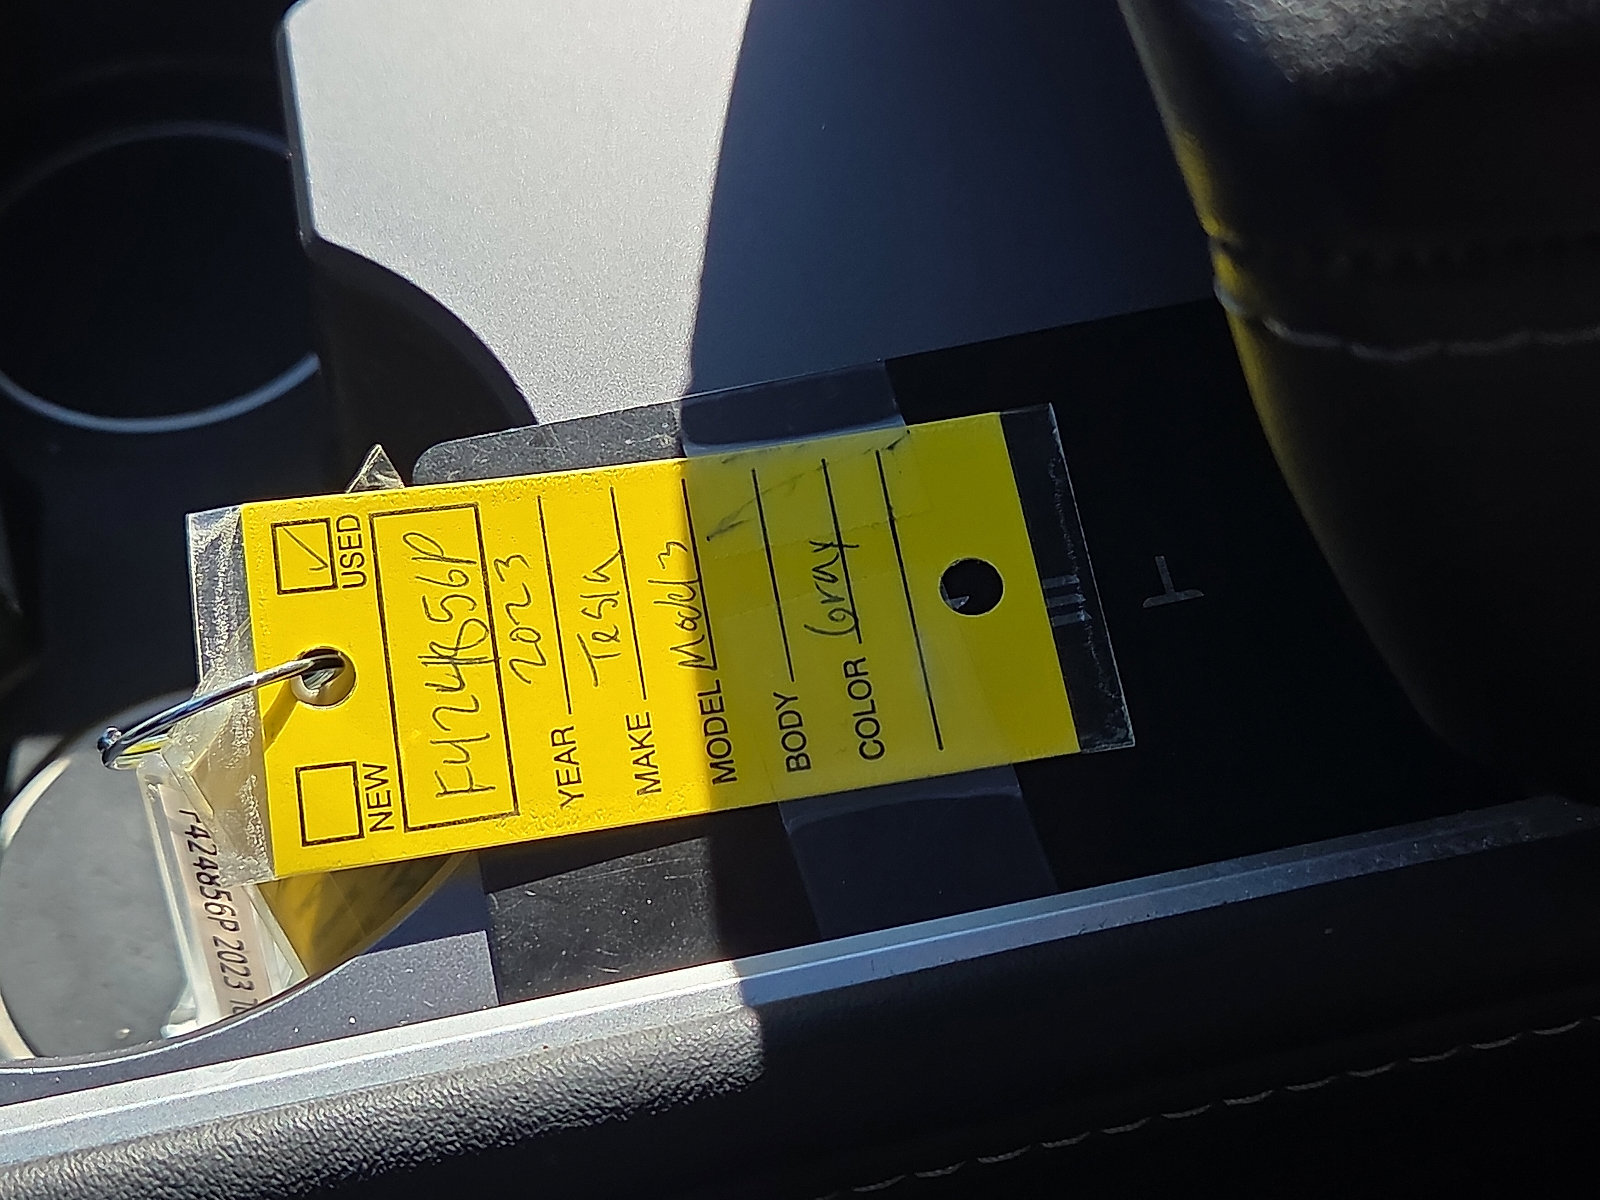 USED
NEW
F424856P
YEAR 2023
MAKE Tesla
MODEL Model 3
BODY
COLOR Gray
F424856P 2023